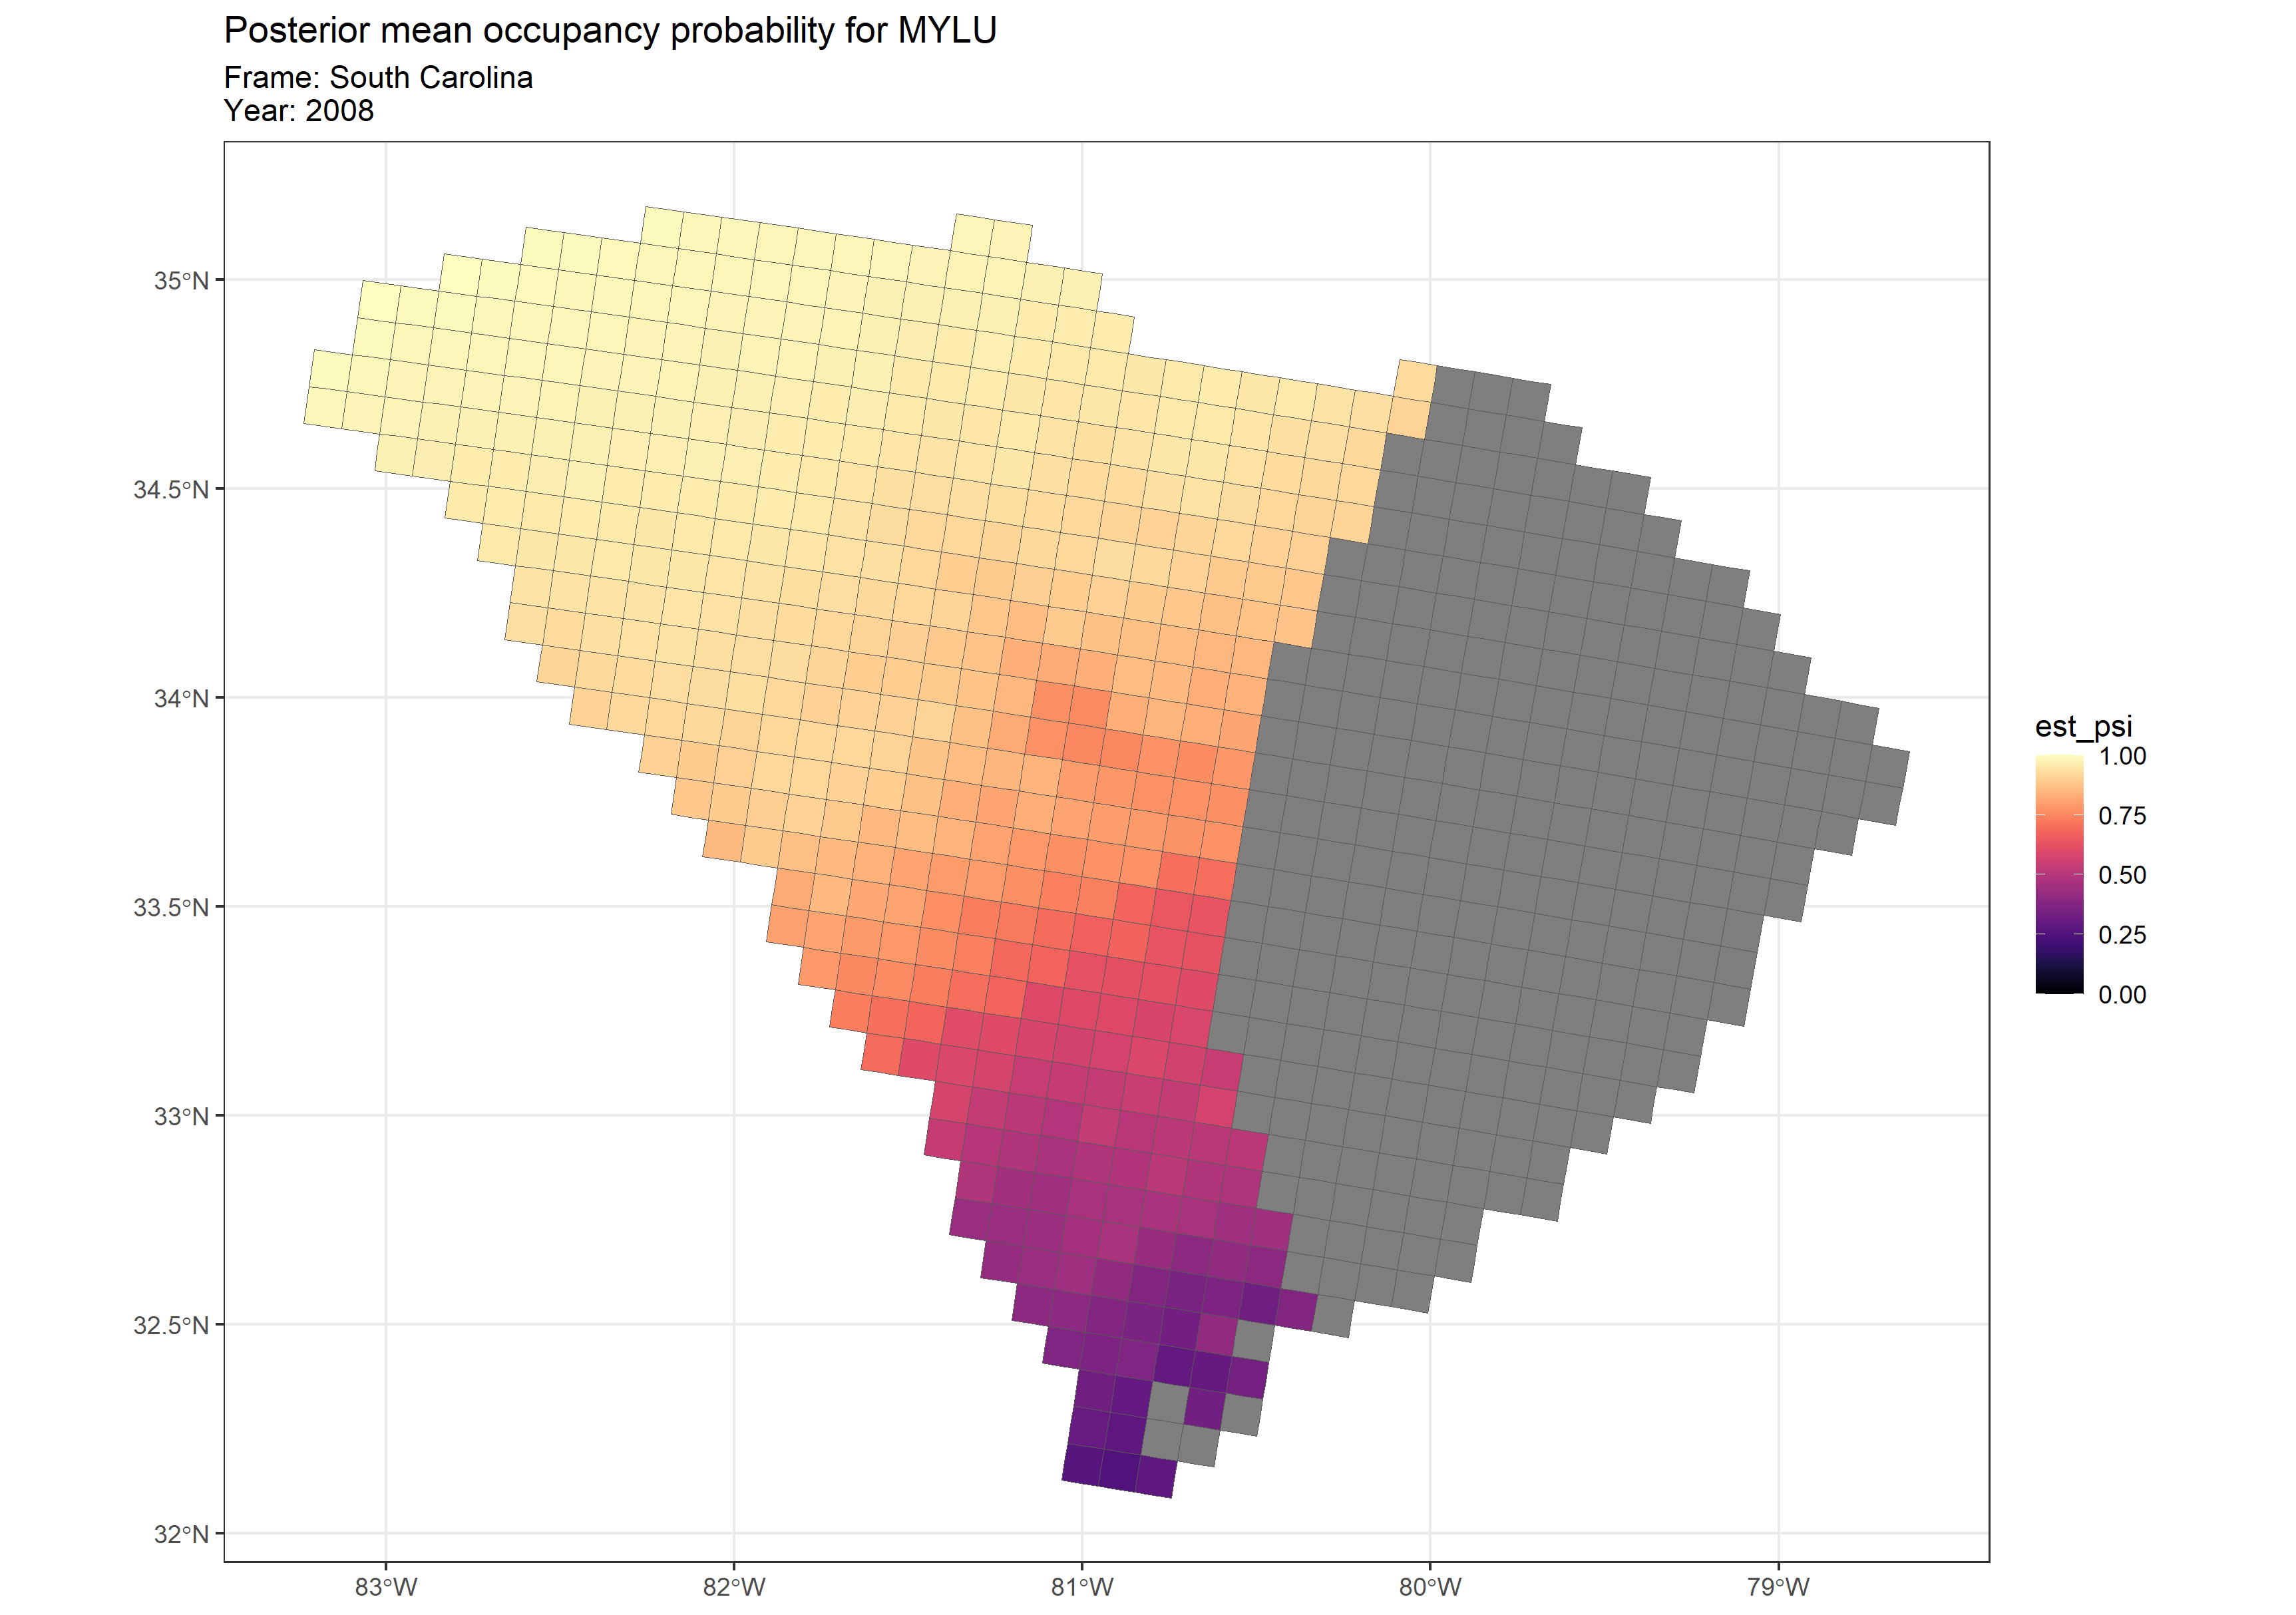 Posterior mean occupancy probability for MYLU
Frame: South Carolina
Year: 2008
35°N
34.5°N
34°N
33.5°N
33°N
32.5°N
32°N
83°W
82°W
81°W
80°W
79°W
est_psi
1.00
0.75
0.50
0.25
0.00